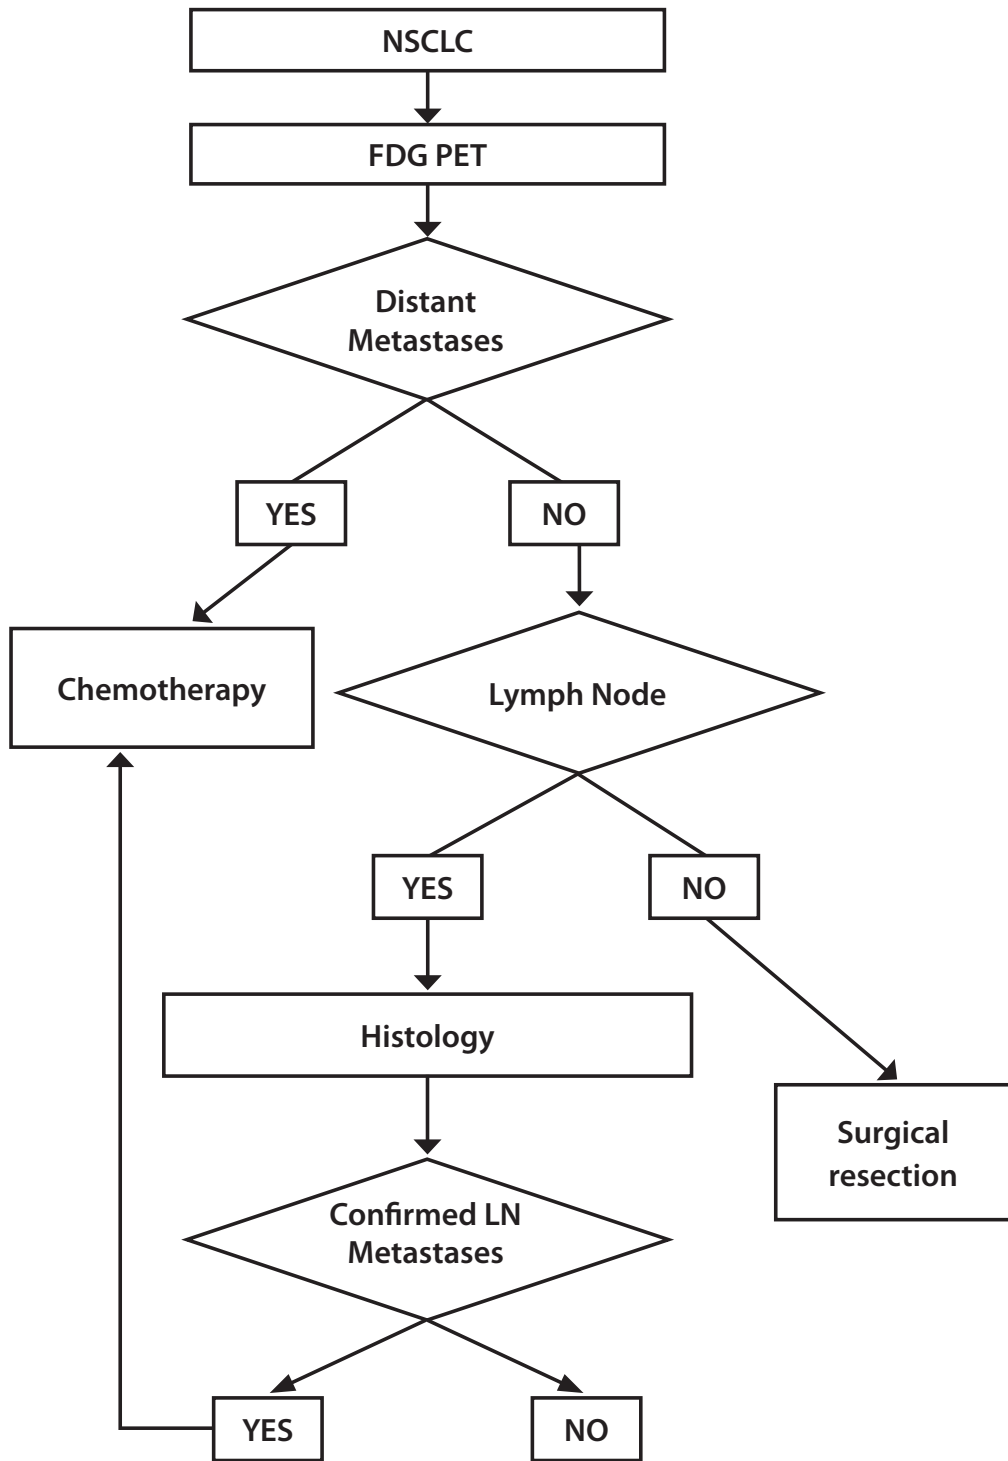 NSCLC
FDG PET
Distant
Metastases
YES
NO
Chemotherapy
Lymph Node
YES
NO
Histology
Surgical
resection
Confirmed LN
Metastases
YES
NO